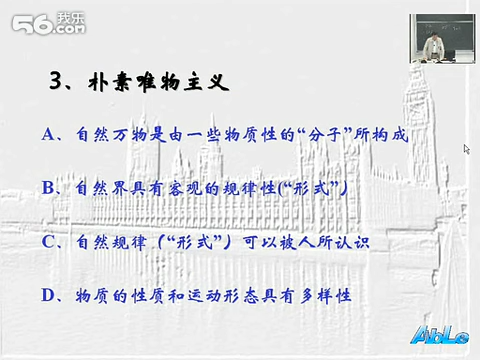 56我乐
.com
3、朴素唯物主义
A、自然万物是由一些物质性的“分子”所构成
B、自然界具有客观的规律性(“形式”)
C、自然规律（“形式”）可以被人所认识
D、物质的性质和运动形态具有多样性